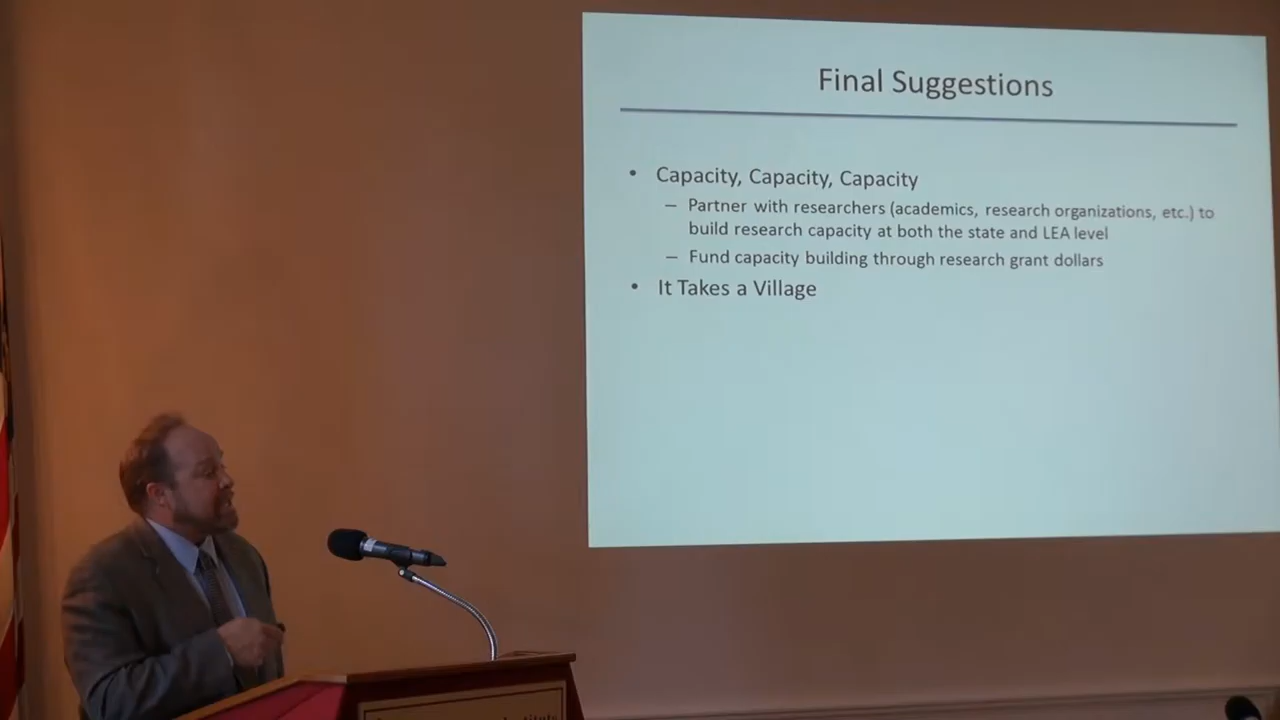 Final Suggestions
• Capacity, Capacity, Capacity
– Partner with researchers (academics, research organizations, etc.) to
build research capacity at both the state and LEA level
– Fund capacity building through research grant dollars
• It Takes a Village